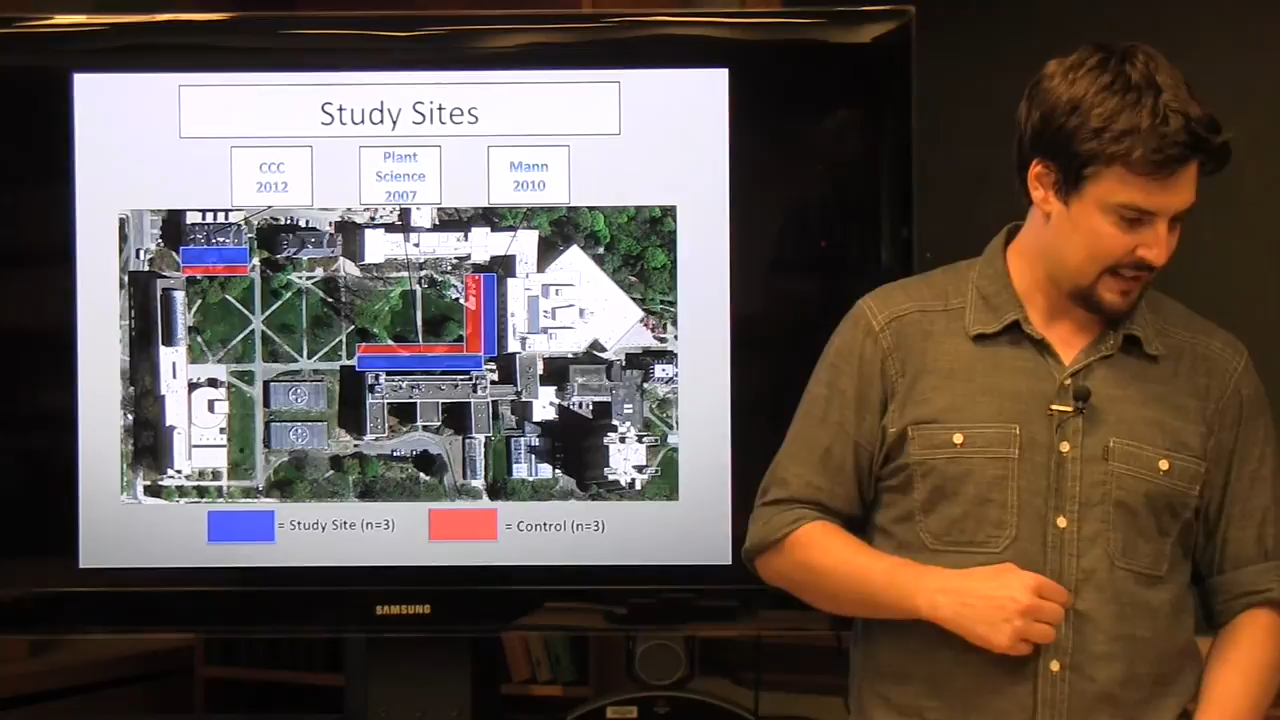 Study Sites
CCC
2012
Plant
Science
2007
Mann
2010
= Study Site (n=3)
= Control (n=3)
SAMSUNG